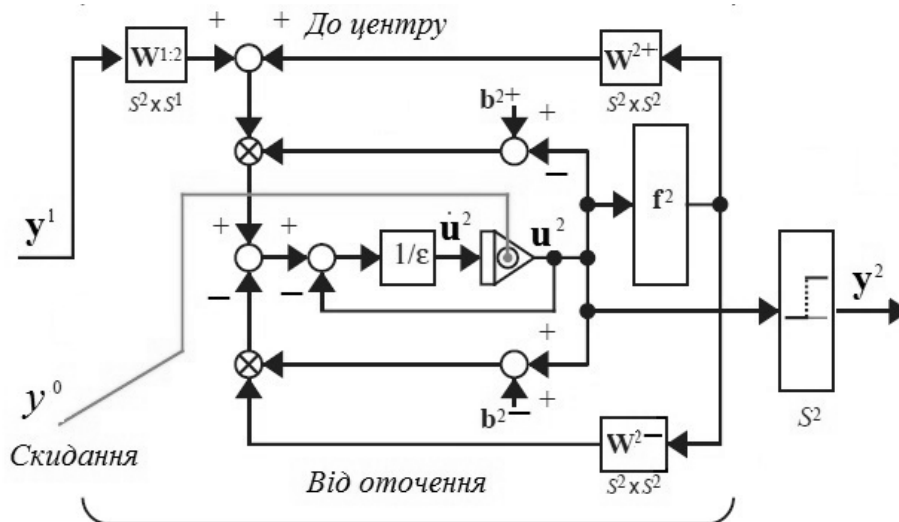 + + До центру
W¹·²
S² x S¹
W²⁺
S² x S²
b²⁺ +
−
y¹
+ +
− −
1/ε
u̇²
u²
f²
y²
S²
y⁰
Скидання
+
b²⁻ +
W²⁻
S² x S²
Від оточення